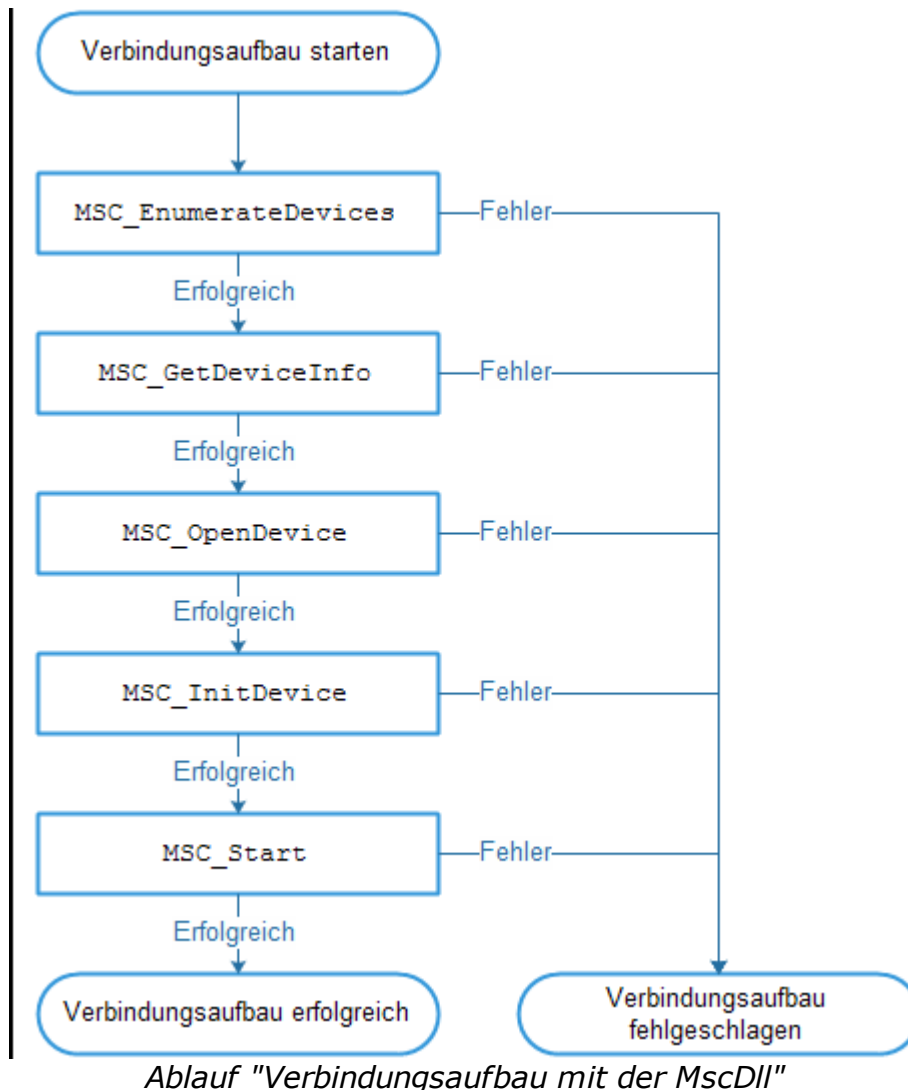 Verbindungsaufbau starten
MSC_EnumerateDevices
Fehler
Erfolgreich
MSC_GetDeviceInfo
Fehler
Erfolgreich
MSC_OpenDevice
Fehler
Erfolgreich
MSC_InitDevice
Fehler
Erfolgreich
MSC_Start
Fehler
Erfolgreich
Verbindungsaufbau erfolgreich
Verbindungsaufbau
fehlgeschlagen
Ablauf "Verbindungsaufbau mit der MscDll"